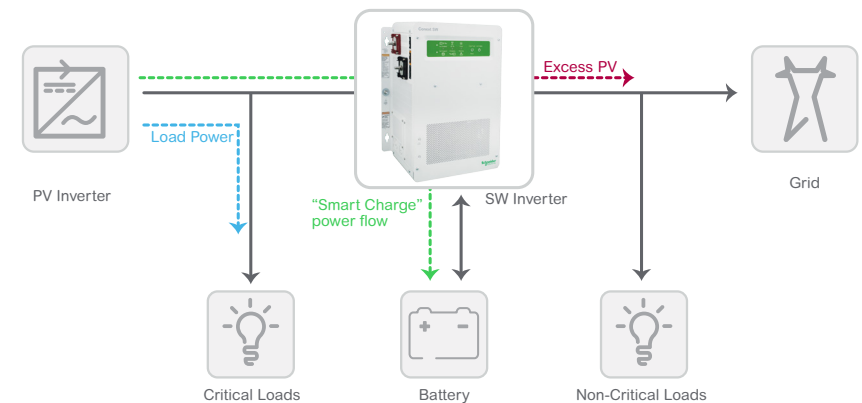 Excess PV
Load Power
PV Inverter
"Smart Charge"
power flow
SW Inverter
Grid
Critical Loads
Battery
Non-Critical Loads